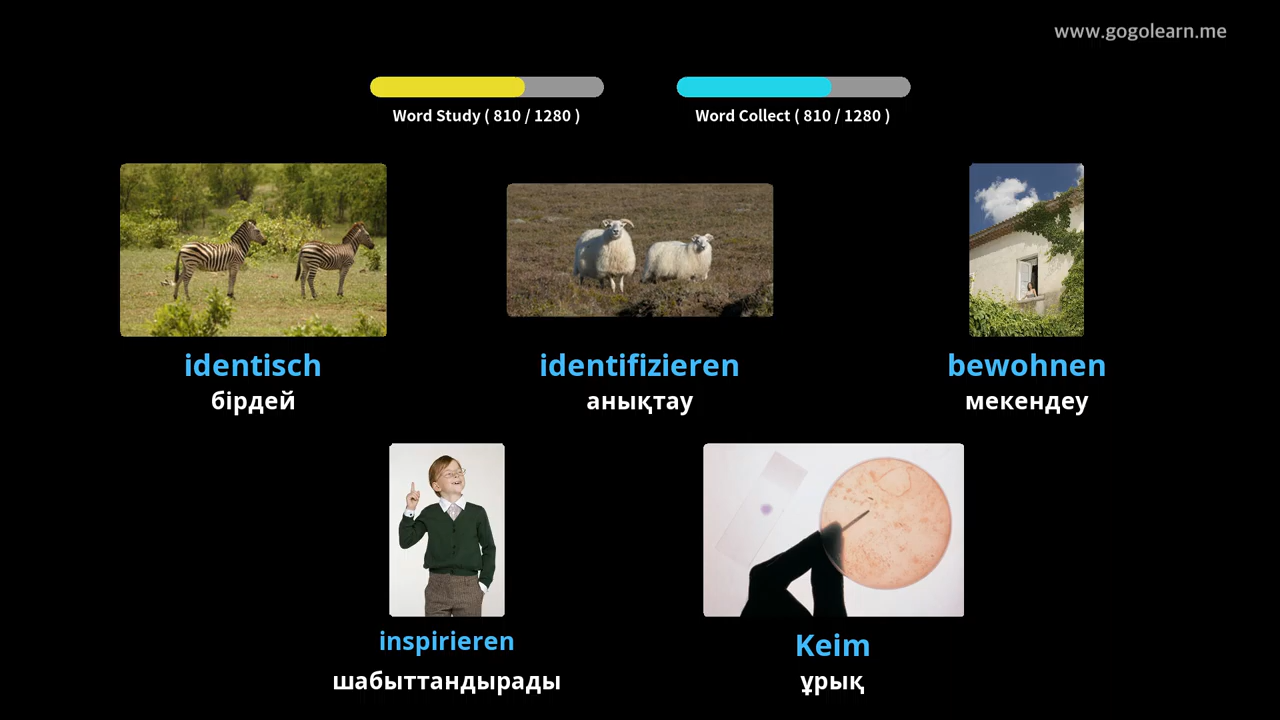 www.gogolearn.me
Word Study ( 810 / 1280 )
Word Collect ( 810 / 1280 )
identisch
бірдей
identifizieren
анықтау
bewohnen
мекендеу
inspirieren
шабыттандырады
Keim
ұрық